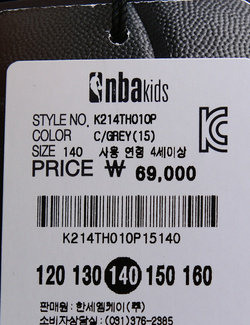 nbakids
STYLE NO. K214TH010P
COLOR C/GREY(15)
SIZE 140 사용 연령 4세이상
PRICE ₩ 69,000
K214TH010P15140
120 130 140 150 160
판매원: 한세엠케이(주)
소비자상담실: (031)376-2385